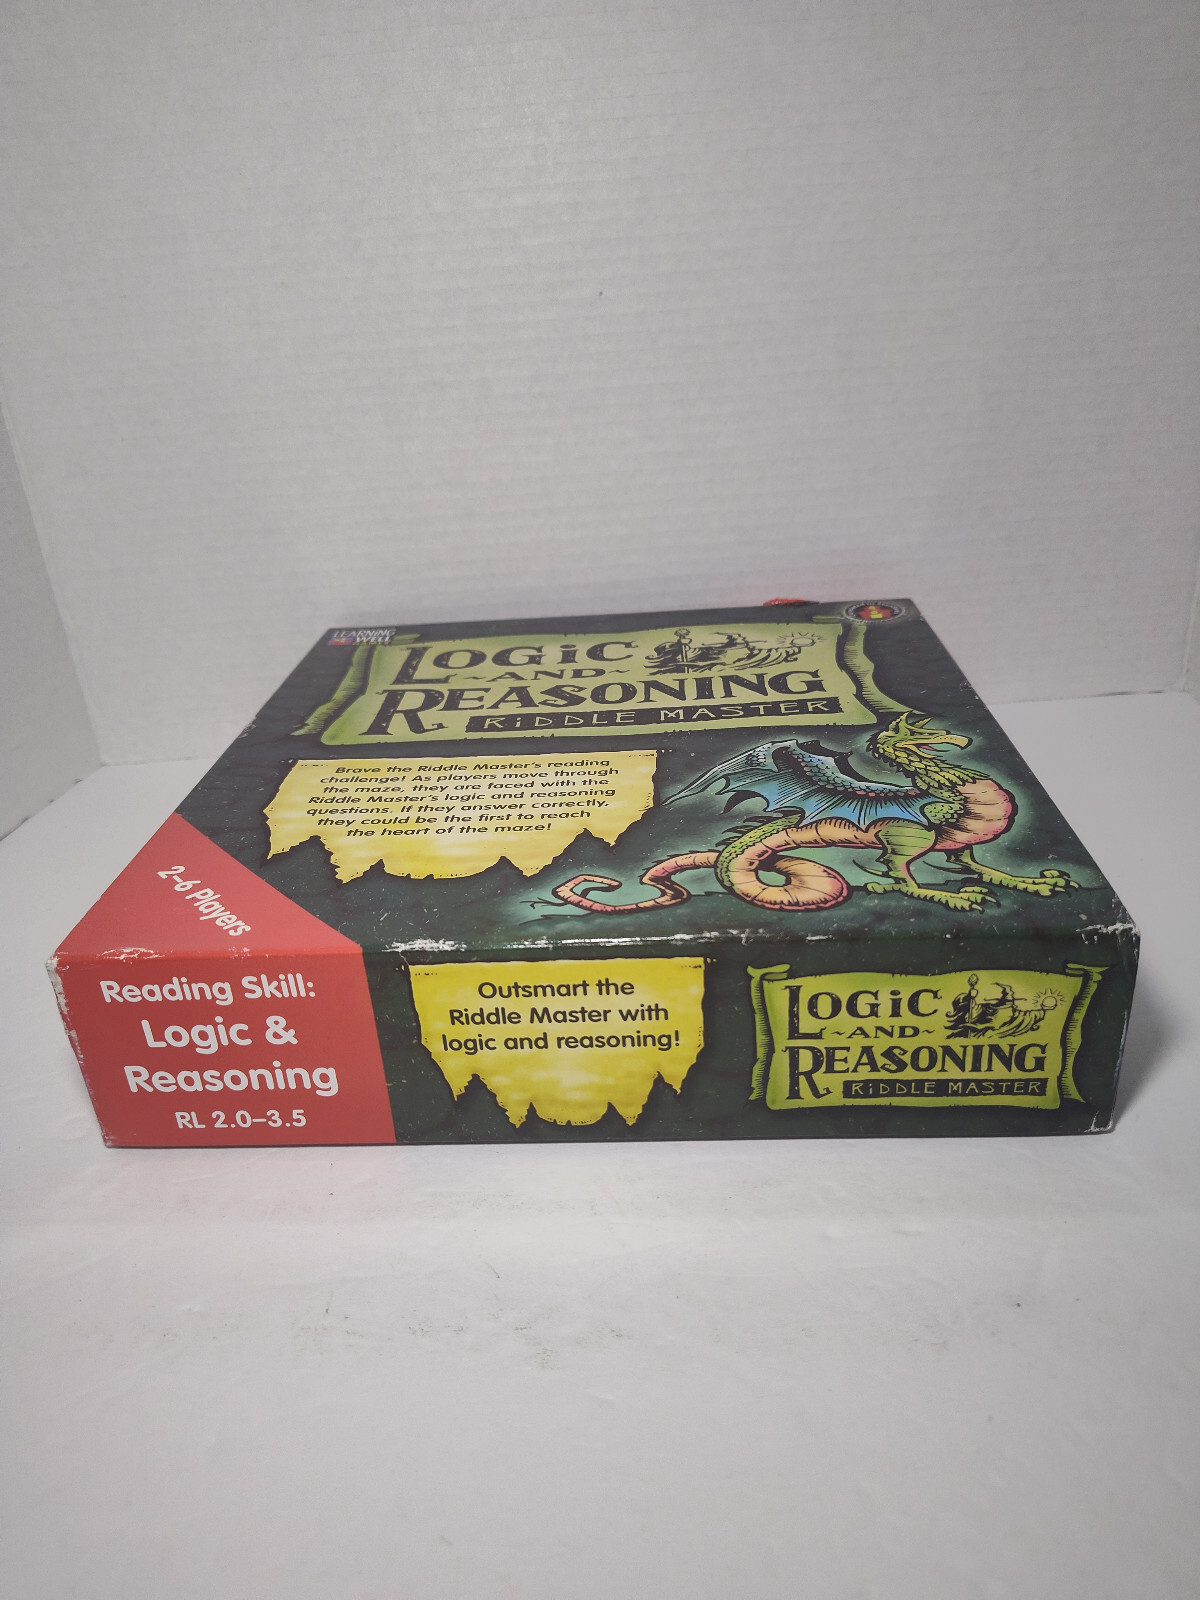 LEARNING
WELL
LOGIC
~AND~
REASONING
RIDDLE MASTER
Brave the Riddle Master's reading
challenge! As players move through
the maze, they are faced with the
Riddle Master's logic and reasoning
questions. If they answer correctly,
they could be the first to reach
the heart of the maze!
2–6 Players
Reading Skill:
Logic &
Reasoning
RL 2.0–3.5
Outsmart the
Riddle Master with
logic and reasoning!
LOGIC
~AND~
REASONING
RIDDLE MASTER